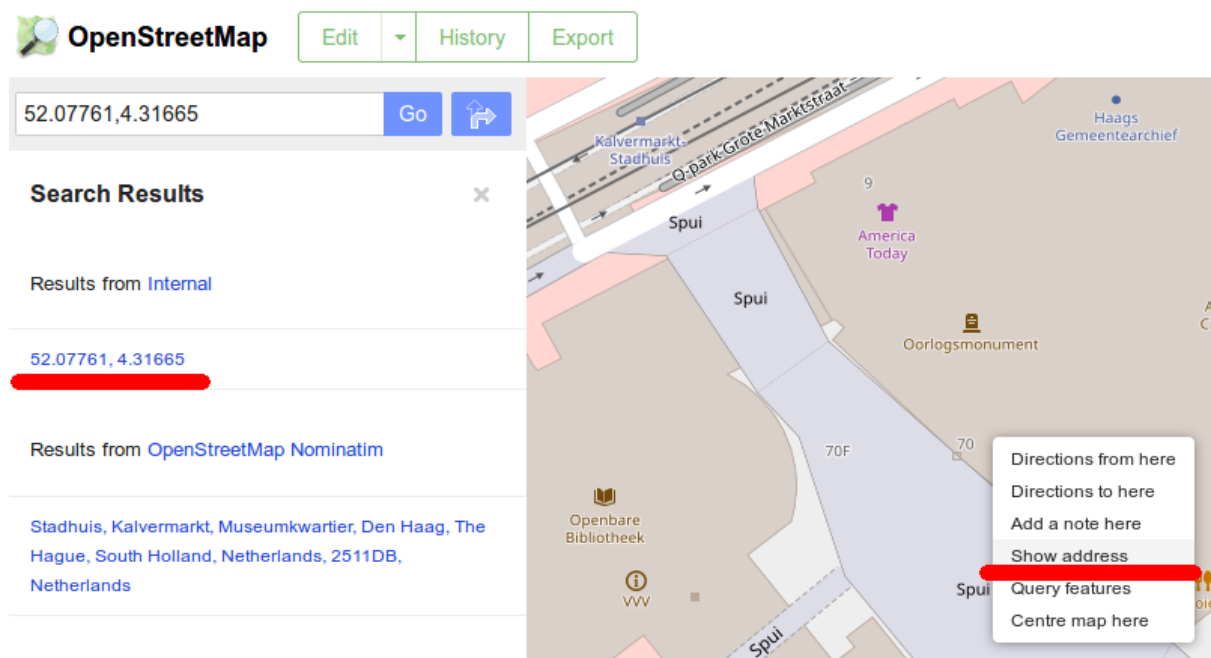 OpenStreetMap
Edit
History
Export
52.07761,4.31665
Go
Search Results
×
Results from Internal
52.07761, 4.31665
Results from OpenStreetMap Nominatim
Stadhuis, Kalvermarkt, Museumkwartier, Den Haag, The
Hague, South Holland, Netherlands, 2511DB,
Netherlands
Kalvermarkt-
Stadhuis
Q-park Grote Marktstraat
Haags
Gemeentearchief
9
Spui
America
Today
Spui
Oorlogsmonument
70F
70
Openbare
Bibliotheek
VVV
Spui
Spui
Directions from here
Directions to here
Add a note here
Show address
Query features
Centre map here